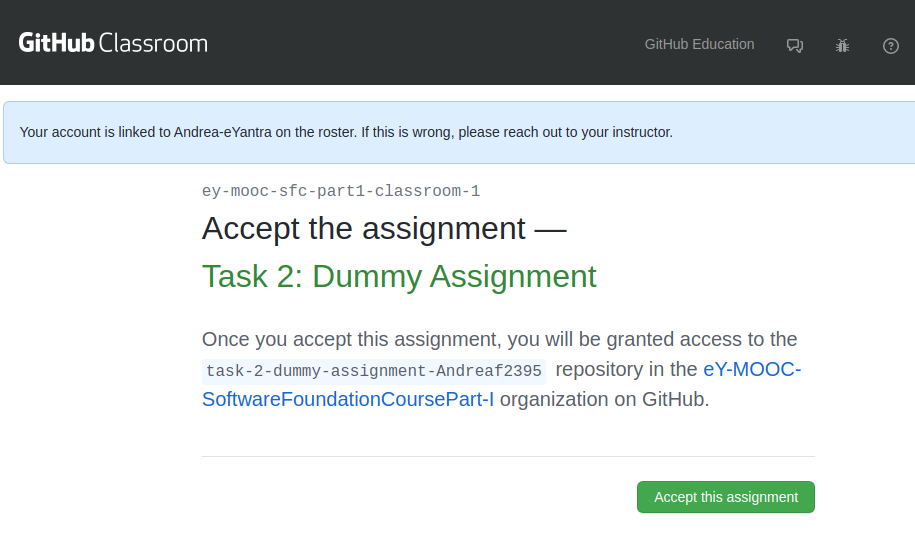 GitHub Classroom
GitHub Education
Your account is linked to Andrea-eYantra on the roster. If this is wrong, please reach out to your instructor.
ey-mooc-sfc-part1-classroom-1
Accept the assignment —
Task 2: Dummy Assignment
Once you accept this assignment, you will be granted access to the
task-2-dummy-assignment-Andreaf2395 repository in the eY-MOOC-
SoftwareFoundationCoursePart-I organization on GitHub.
Accept this assignment